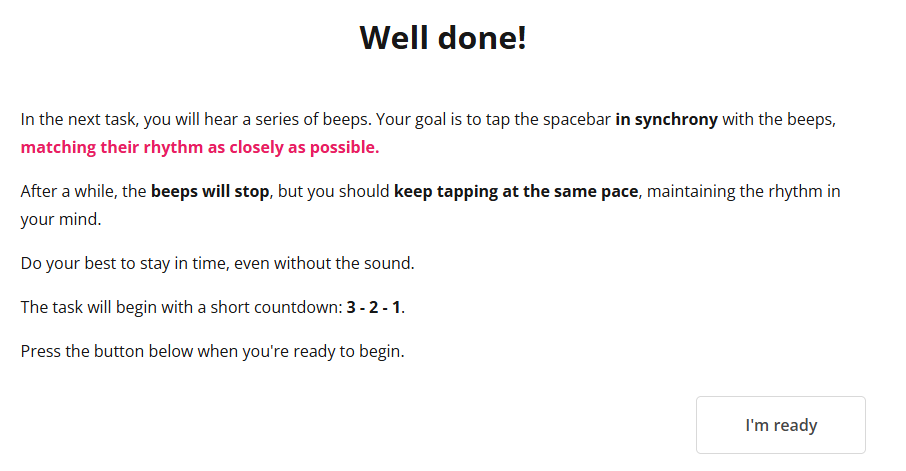 Well done!
In the next task, you will hear a series of beeps. Your goal is to tap the spacebar in synchrony with the beeps,
matching their rhythm as closely as possible.
After a while, the beeps will stop, but you should keep tapping at the same pace, maintaining the rhythm in
your mind.
Do your best to stay in time, even without the sound.
The task will begin with a short countdown: 3 - 2 - 1.
Press the button below when you're ready to begin.
I'm ready